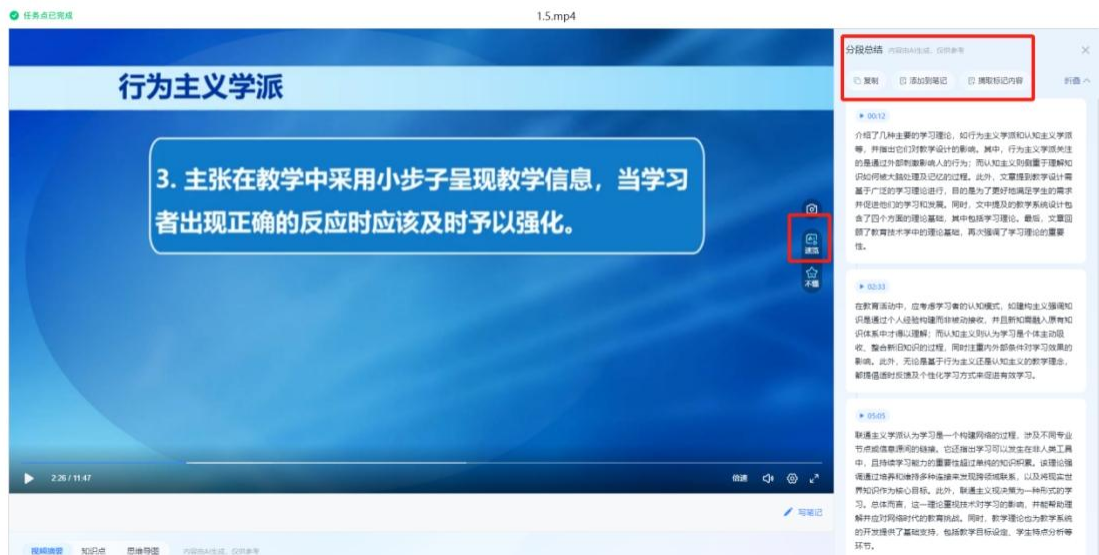 任务点已完成
1.5.mp4
行为主义学派
3. 主张在教学中采用小步子呈现教学信息，当学习
者出现正确的反应时应该及时予以强化。
速览
不懂
2:26 / 11:47
倍速
写笔记
视频摘要 知识点 思维导图 内容由AI生成，仅供参考
分段总结 内容由AI生成，仅供参考
复制 添加到笔记 摘取标记内容 折叠
00:12
介绍了几种主要的学习理论，如行为主义学派和认知主义学派
等，并指出它们对教学设计的影响。其中，行为主义学派关注
的是通过外部刺激影响人的行为；而认知主义则侧重于理解知
识如何被大脑处理及记忆的过程。此外，文章提到教学设计需
基于广泛的学习理论进行，目的是为了更好地满足学生的需求
并促进他们的学习和发展。同时，文中提及的教学系统设计包
含了四个方面的理论基础，其中包括学习理论。最后，文章回
顾了教育技术学中的理论基础，再次强调了学习理论的重要
性。
02:33
在教育活动中，应考虑学习者的认知模式，如建构主义强调知
识是通过个人经验构建而非被动接收，并且新知需融入原有知
识体系中才得以理解；而认知主义则认为学习是个体主动吸
收、整合新旧知识的过程，同时注重内外部条件对学习效果的
影响。此外，无论是基于行为主义还是认知主义的教学理念，
都提倡适时反馈及个性化学习方式来促进有效学习。
05:05
联通主义学派认为学习是一个构建网络的过程，涉及不同专业
节点或信息源间的链接。它还指出学习可以发生在非人类工具
中，且持续学习能力的重要性超过单纯的知识积累。该理论强
调通过培养和维持多种连接来发现跨领域联系，以及将现实世
界知识作为核心目标。此外，联通主义视决策为一种形式的学
习。总体而言，这一理论重视技术对学习的影响，并能帮助理
解并应对网络时代的教育挑战。同时，教学理论也为教学系统
的开发提供了基础支持，包括教学目标设定、学生特点分析等
环节。